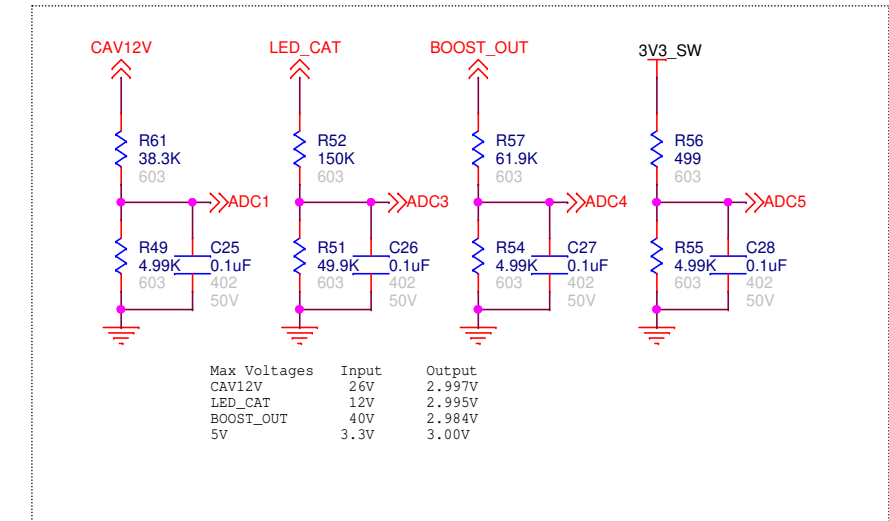 CAV12V
LED_CAT
BOOST_OUT
3V3_SW
R61
38.3K
603
R52
150K
603
R57
61.9K
603
R56
499
603
ADC1
ADC3
ADC4
ADC5
R49
4.99K
603
C25
0.1uF
402
50V
R51
49.9K
603
C26
0.1uF
402
50V
R54
4.99K
603
C27
0.1uF
402
50V
R55
4.99K
603
C28
0.1uF
402
50V
Max Voltages Input Output
CAV12V 26V 2.997V
LED_CAT 12V 2.995V
BOOST_OUT 40V 2.984V
5V 3.3V 3.00V